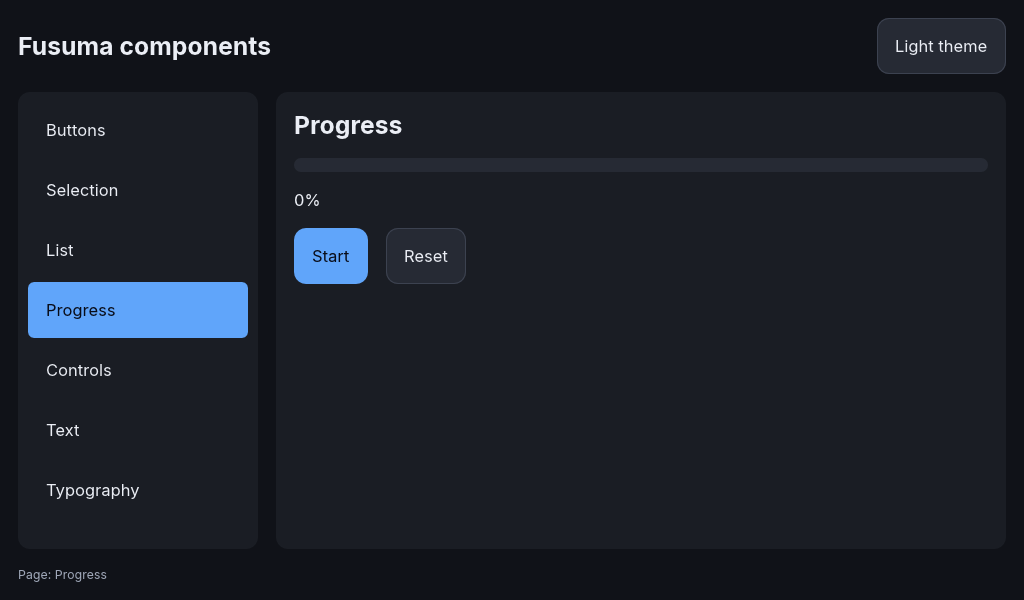 Fusuma components
Light theme
Buttons
Selection
List
Progress
Controls
Text
Typography
Progress
0%
Start
Reset
Page: Progress